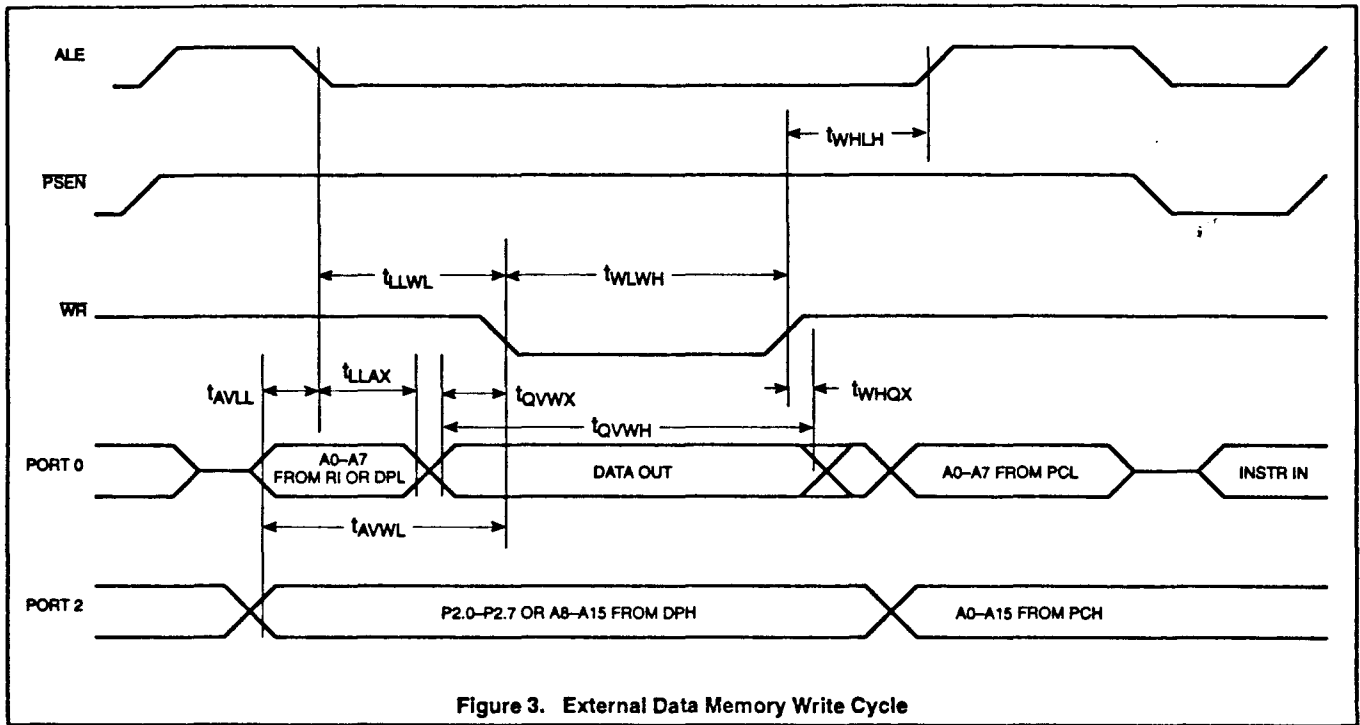 ALE
tWHLH
PSEN
tLLWL
tWLWH
WR
tAVLL
tLLAX
tQVWX
tWHQX
tQVWH
PORT 0
A0–A7
FROM RI OR DPL
DATA OUT
A0–A7 FROM PCL
INSTR IN
tAVWL
PORT 2
P2.0–P2.7 OR A8–A15 FROM DPH
A0–A15 FROM PCH
Figure 3. External Data Memory Write Cycle